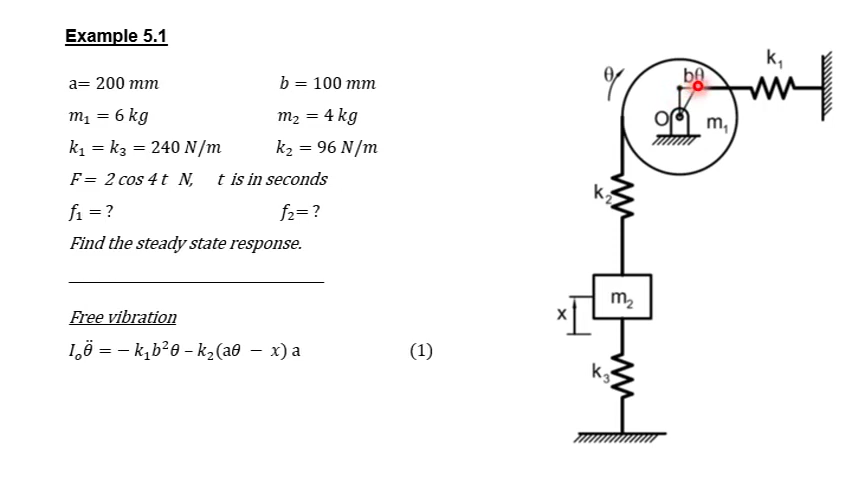 Example 5.1
a= 200 mm b = 100 mm
m₁ = 6 kg m₂ = 4 kg
k₁ = k₃ = 240 N/m k₂ = 96 N/m
F = 2 cos 4t N, t is in seconds
f₁ = ? f₂= ?
Find the steady state response.
Free vibration
I₀θ̈ = − k₁b²θ − k₂(aθ − x) a (1)
θ
bθ
k₁
O
m₁
k₂
m₂
x
k₃